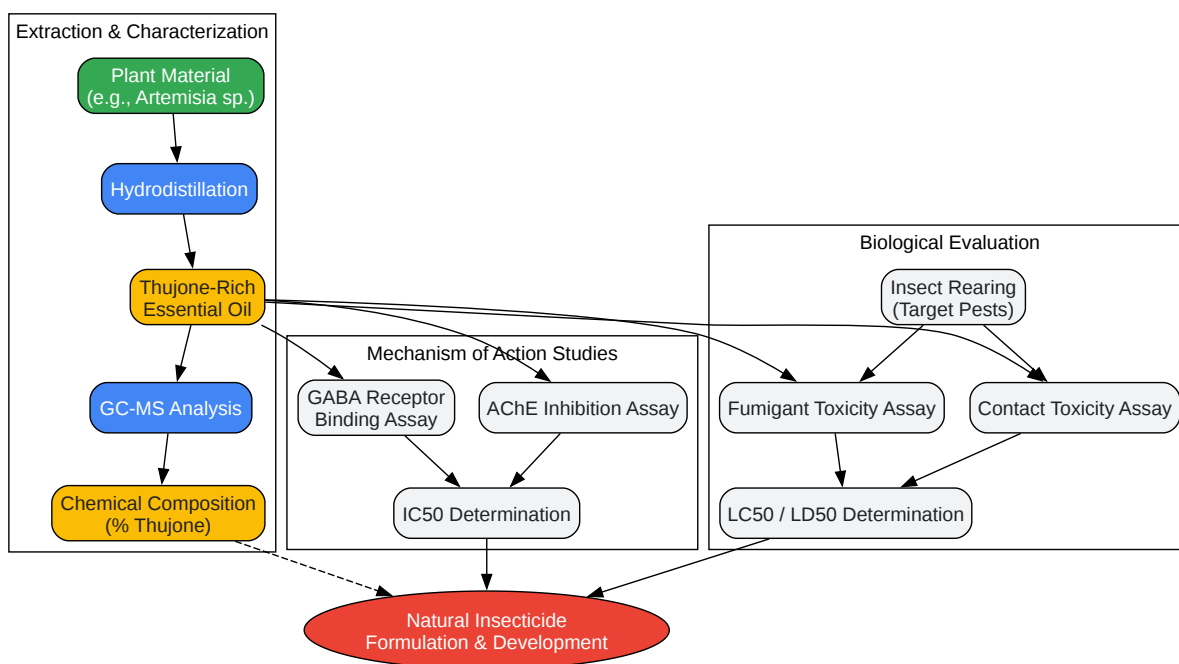 Extraction & Characterization
Plant Material
(e.g., Artemisia sp.)
Hydrodistillation
Thujone-Rich
Essential Oil
GC-MS Analysis
Chemical Composition
(% Thujone)
Mechanism of Action Studies
GABA Receptor
Binding Assay
AChE Inhibition Assay
IC50 Determination
Biological Evaluation
Insect Rearing
(Target Pests)
Fumigant Toxicity Assay
Contact Toxicity Assay
LC50 / LD50 Determination
Natural Insecticide
Formulation & Development